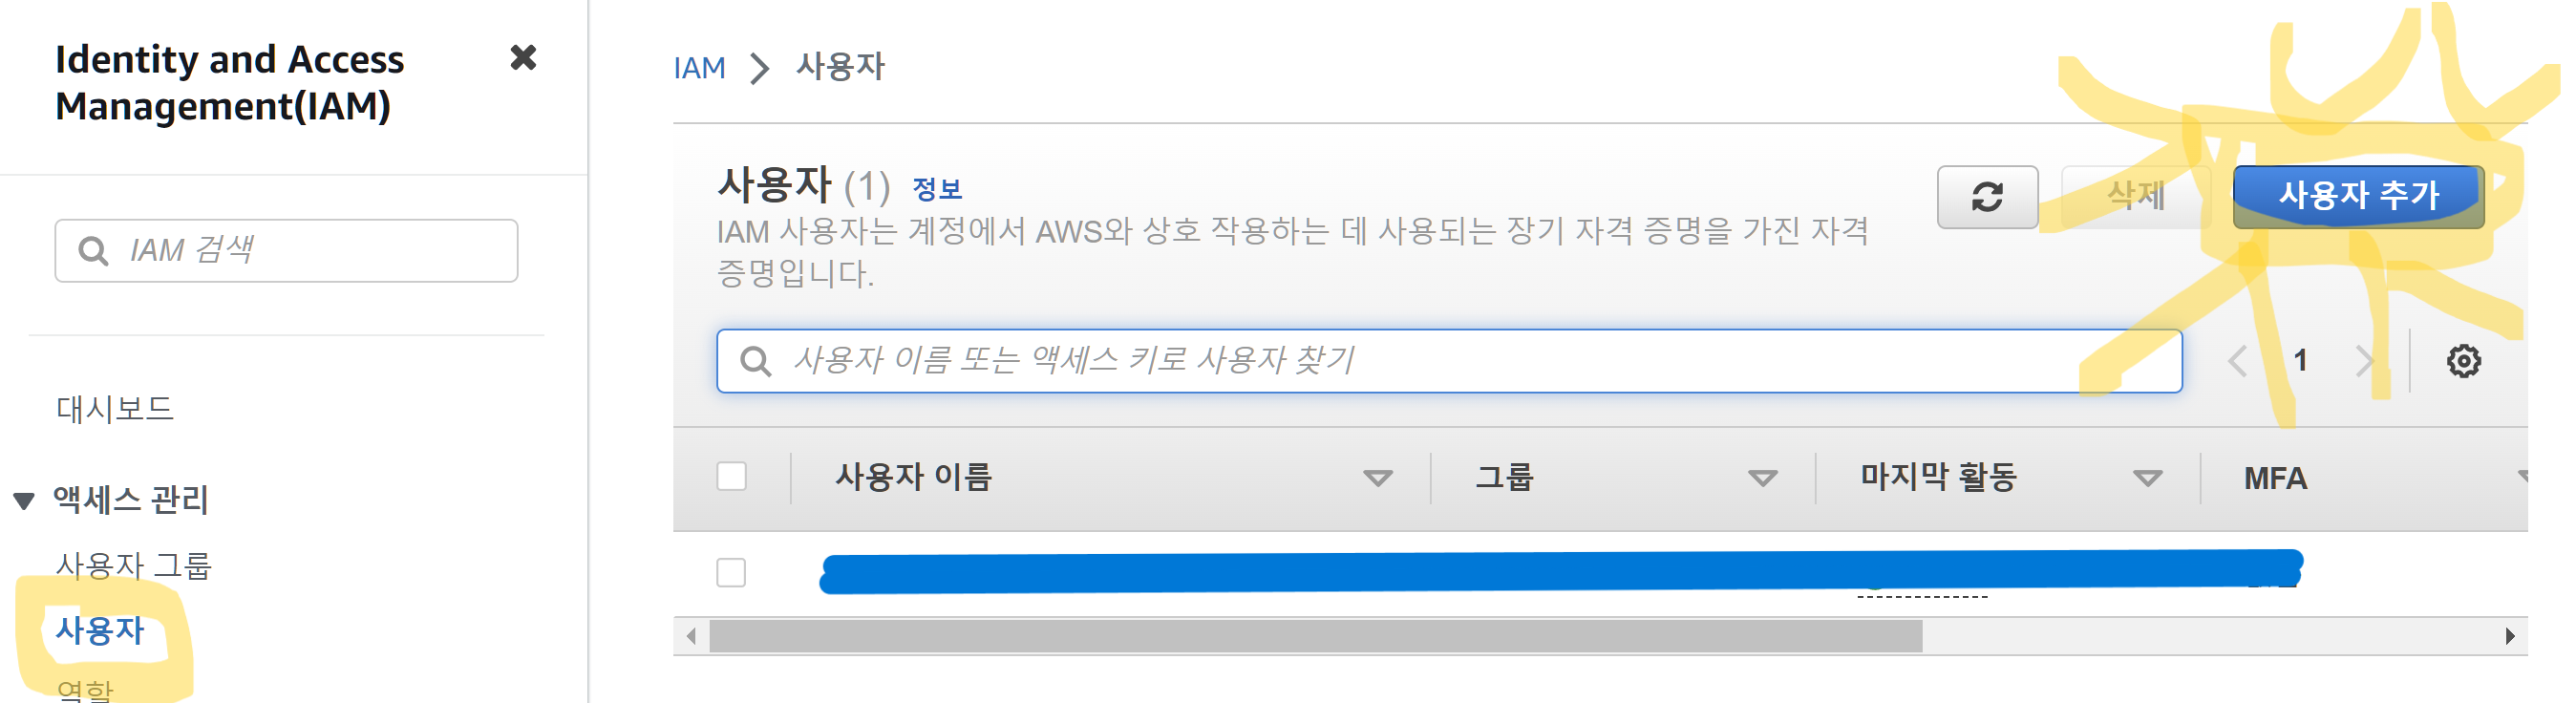 Identity and Access
Management(IAM)
IAM 검색
대시보드
액세스 관리
사용자 그룹
사용자
역할
IAM > 사용자
사용자 (1) 정보
IAM 사용자는 계정에서 AWS와 상호 작용하는 데 사용되는 장기 자격 증명을 가진 자격
증명입니다.
삭제
사용자 추가
사용자 이름 또는 액세스 키로 사용자 찾기
1
사용자 이름 그룹 마지막 활동 MFA